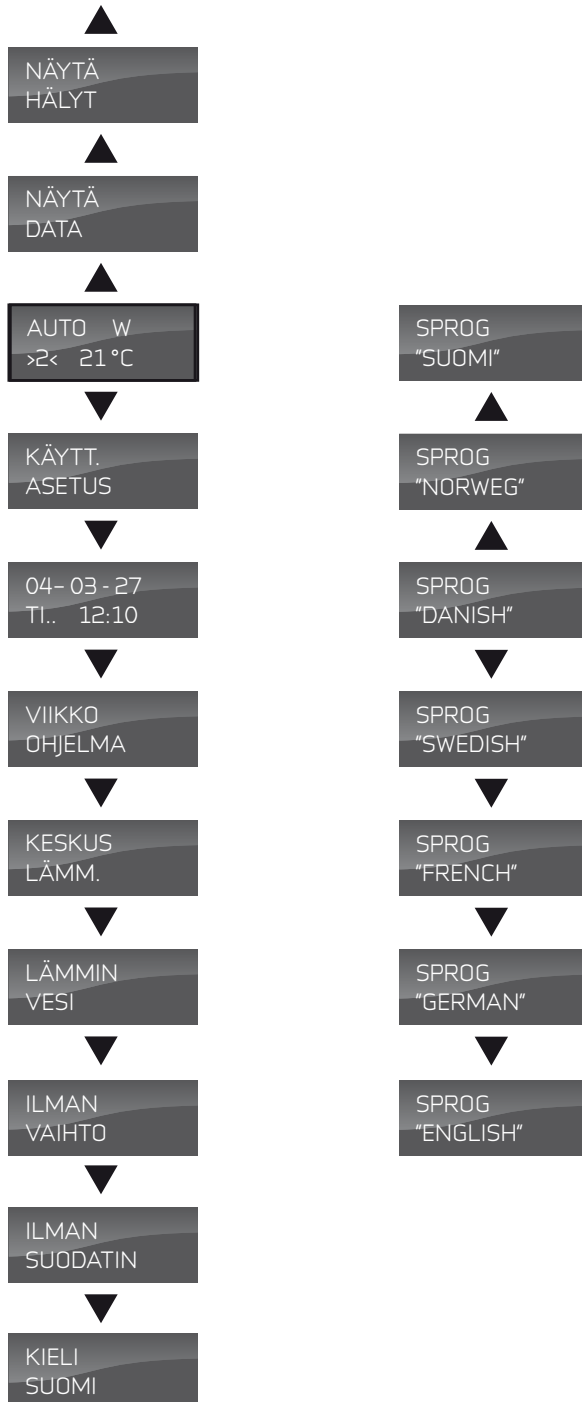 NÄYTÄ
HÄLYT
NÄYTÄ
DATA
AUTO W
>2< 21°C
KÄYTT.
ASETUS
04– 03 - 27
TI.. 12:10
VIIKKO
OHJELMA
KESKUS
LÄMM.
LÄMMIN
VESI
ILMAN
VAIHTO
ILMAN
SUODATIN
KIELI
SUOMI
SPROG
"SUOMI"
SPROG
"NORWEG"
SPROG
"DANISH"
SPROG
"SWEDISH"
SPROG
"FRENCH"
SPROG
"GERMAN"
SPROG
"ENGLISH"